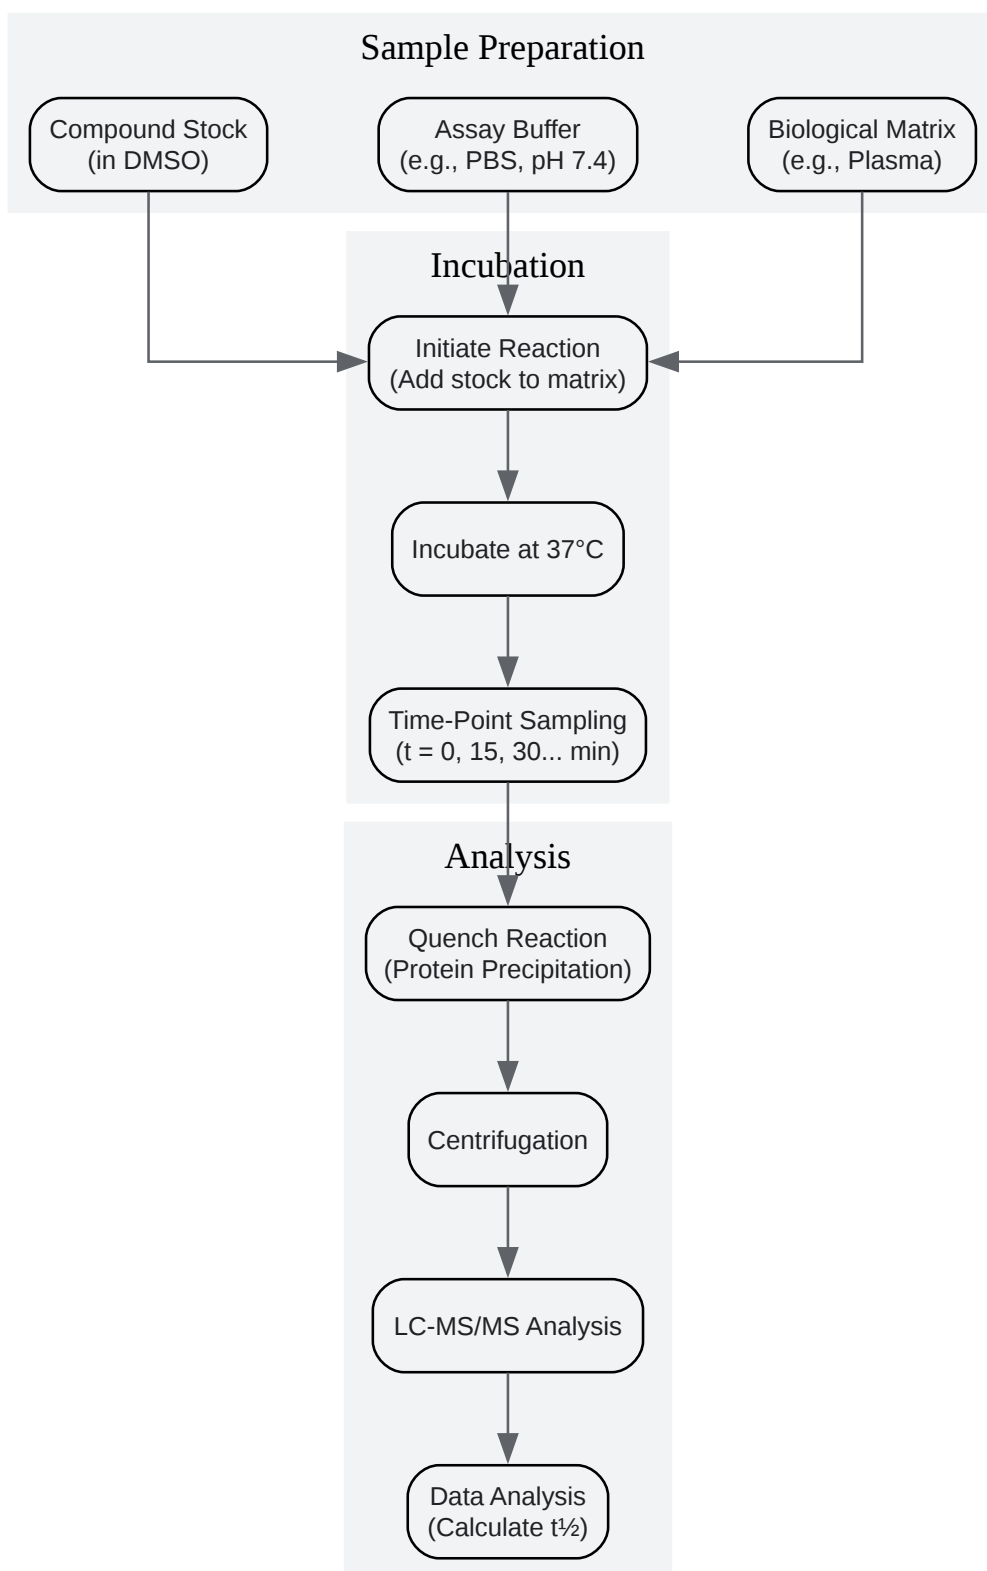 Sample Preparation
Compound Stock
(in DMSO)
Assay Buffer
(e.g., PBS, pH 7.4)
Biological Matrix
(e.g., Plasma)
Incubation
Initiate Reaction
(Add stock to matrix)
Incubate at 37°C
Time-Point Sampling
(t = 0, 15, 30... min)
Analysis
Quench Reaction
(Protein Precipitation)
Centrifugation
LC-MS/MS Analysis
Data Analysis
(Calculate t½)